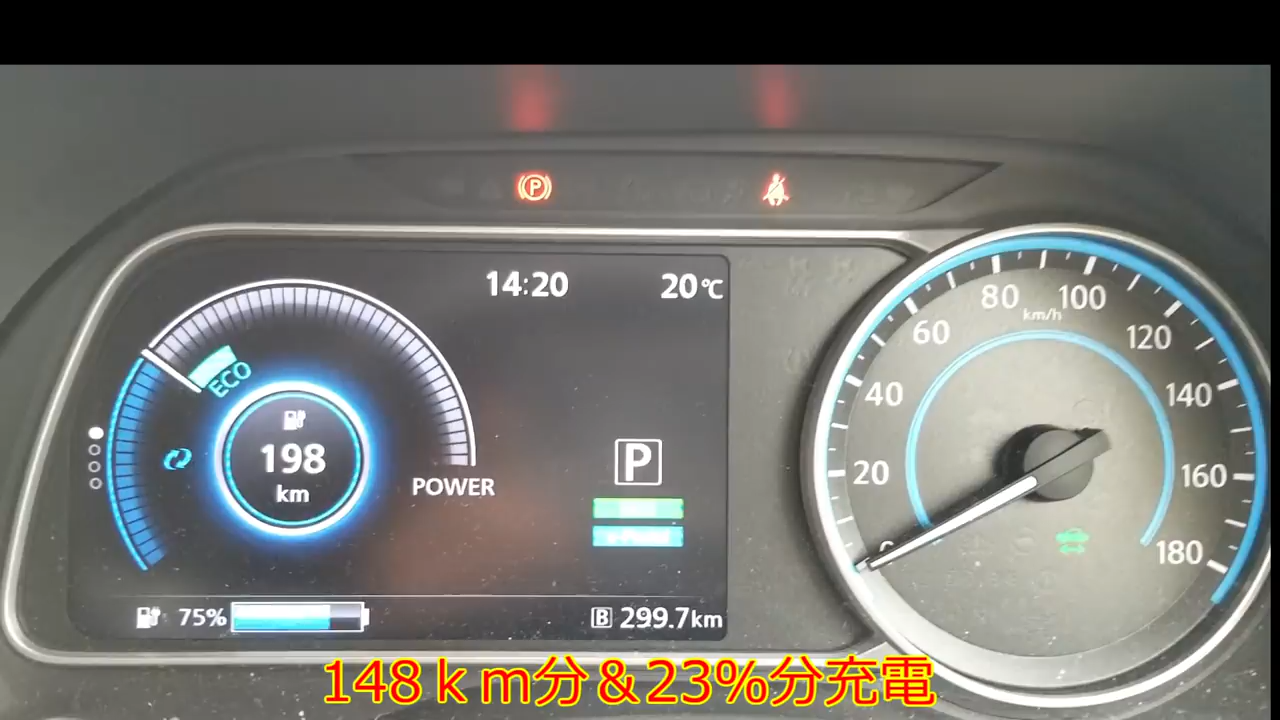 14:20 20℃
ECO
198
km
POWER
P
75%
B 299.7km
80 100
km/h
60 120
40 140
20 160
0 180
148ｋｍ分＆23%分充電